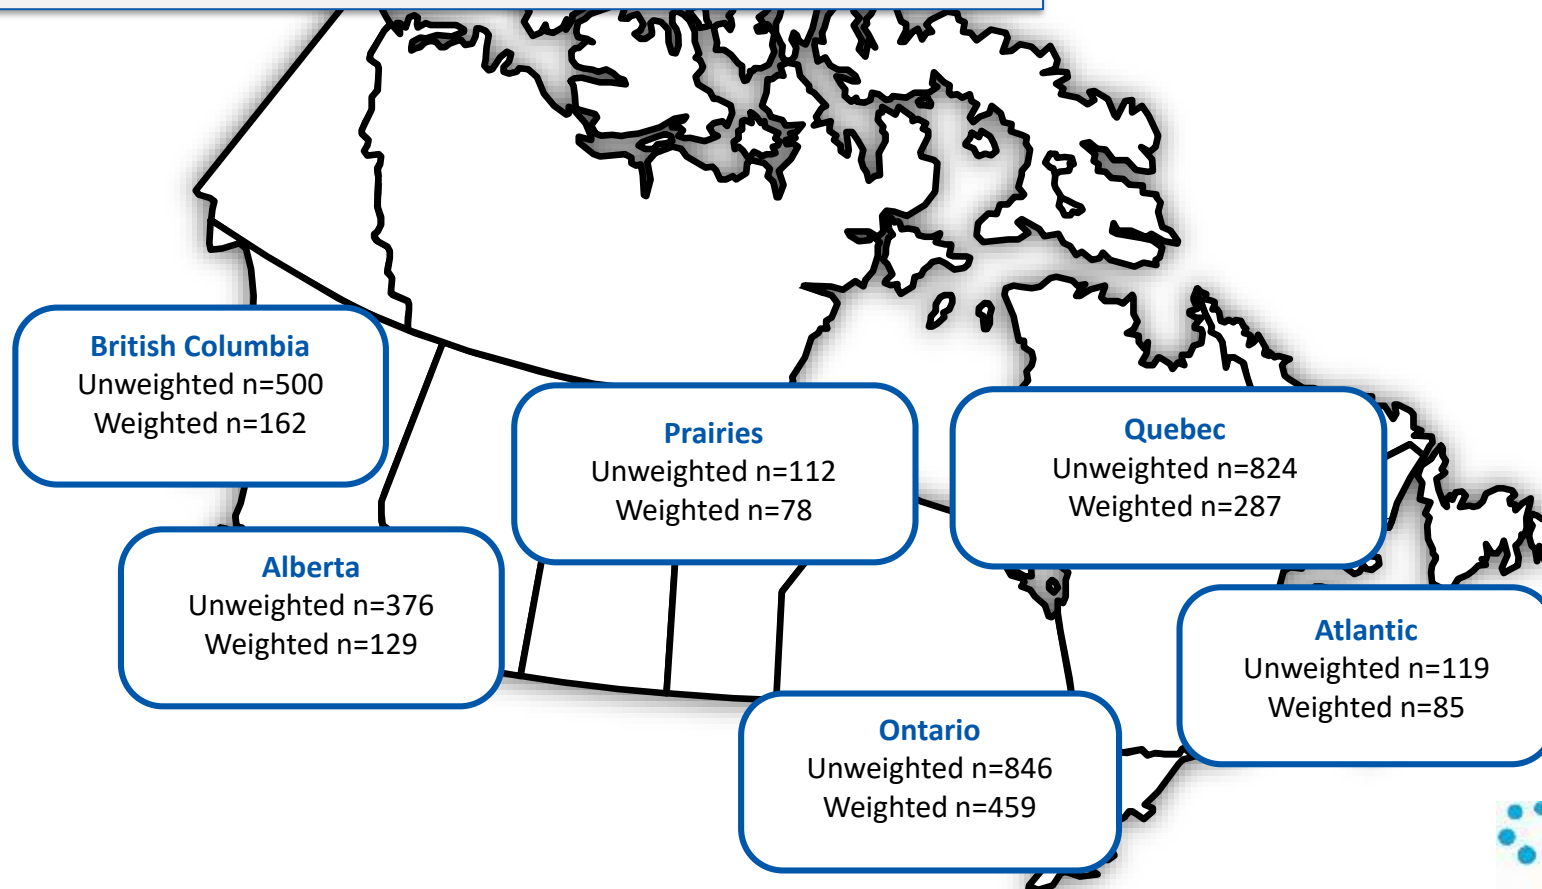 British Columbia
Unweighted n=500
Weighted n=162
Prairies
Unweighted n=112
Weighted n=78
Quebec
Unweighted n=824
Weighted n=287
Alberta
Unweighted n=376
Weighted n=129
Atlantic
Unweighted n=119
Weighted n=85
Ontario
Unweighted n=846
Weighted n=459